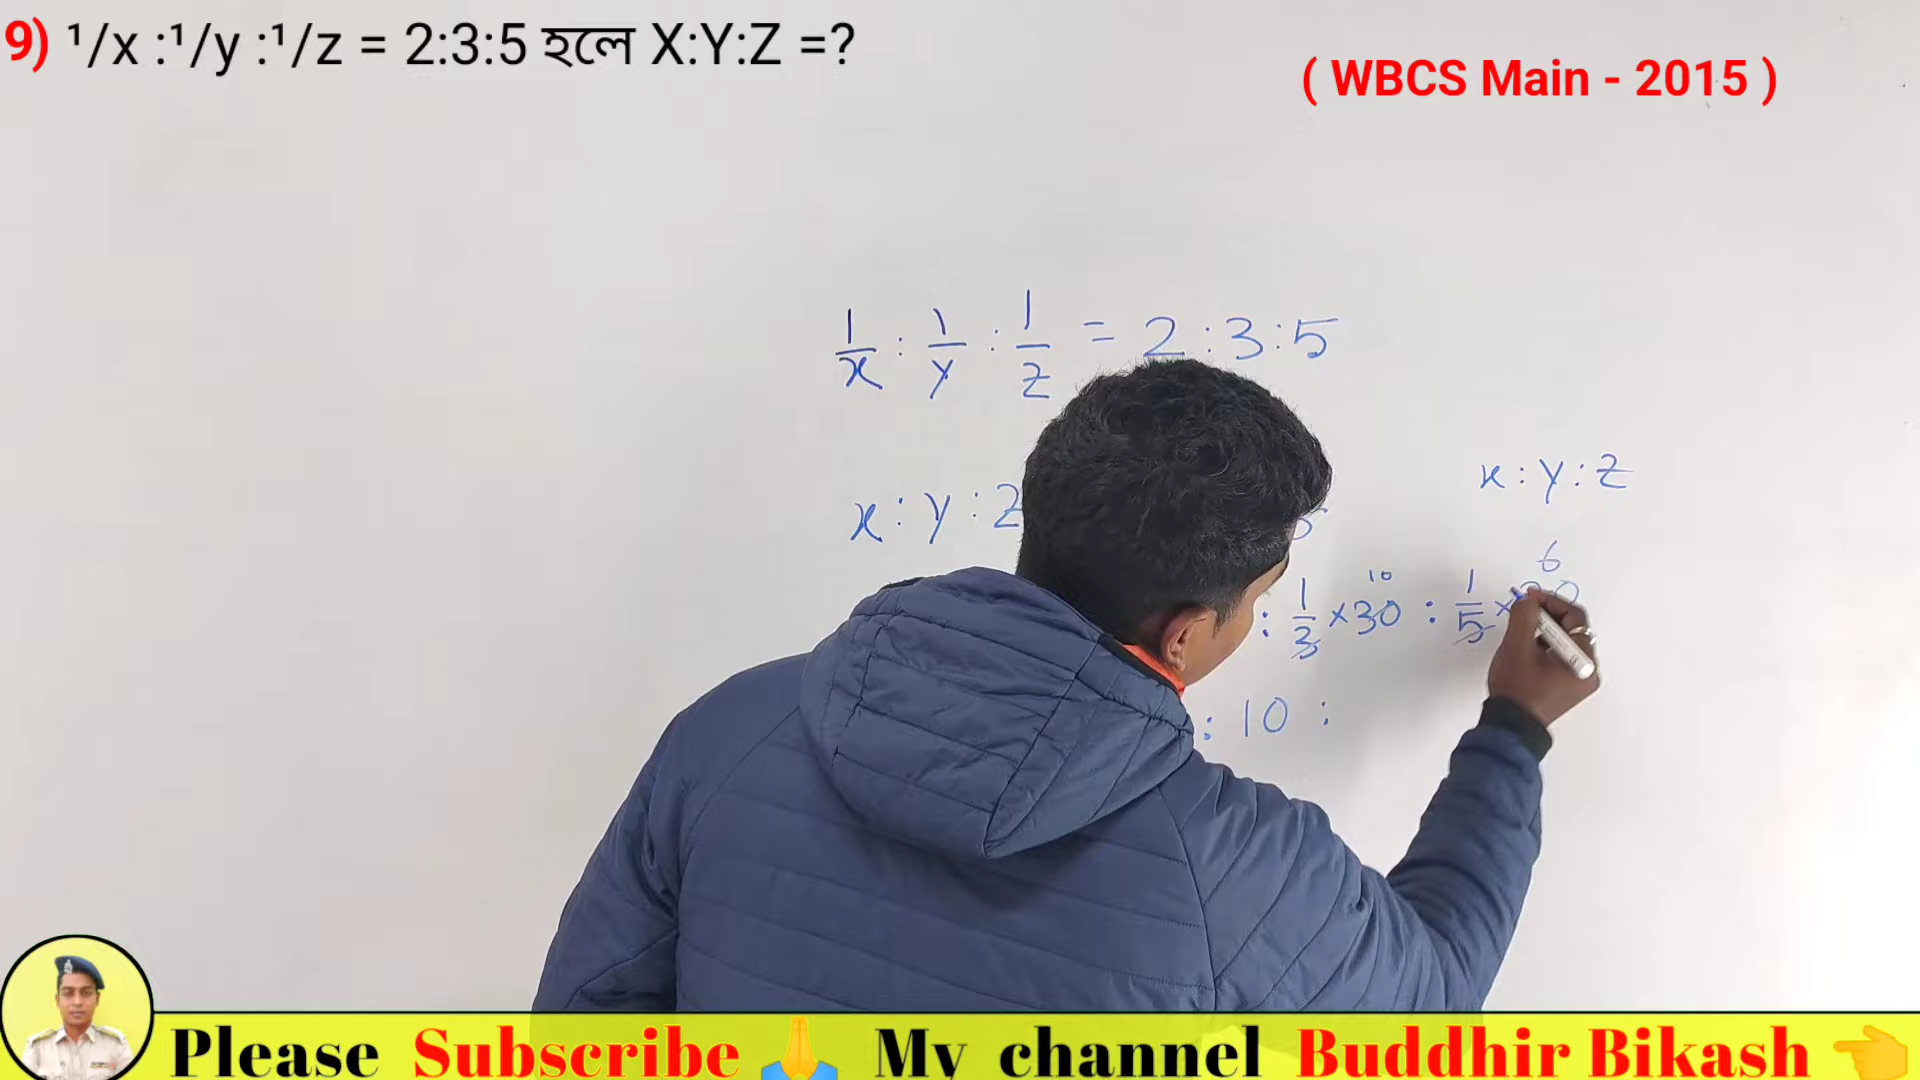 9) ¹/x :¹/y :¹/z = 2:3:5 হলে X:Y:Z =?
( WBCS Main - 2015 )
1/x : 1/y : 1/z = 2 : 3 : 5
x : y : z
x : y : z
: 1/3 × 30 10 : 1/5 × 30 6
: 10 :
Please Subscribe 🙏 My channel Buddhir Bikash 👈